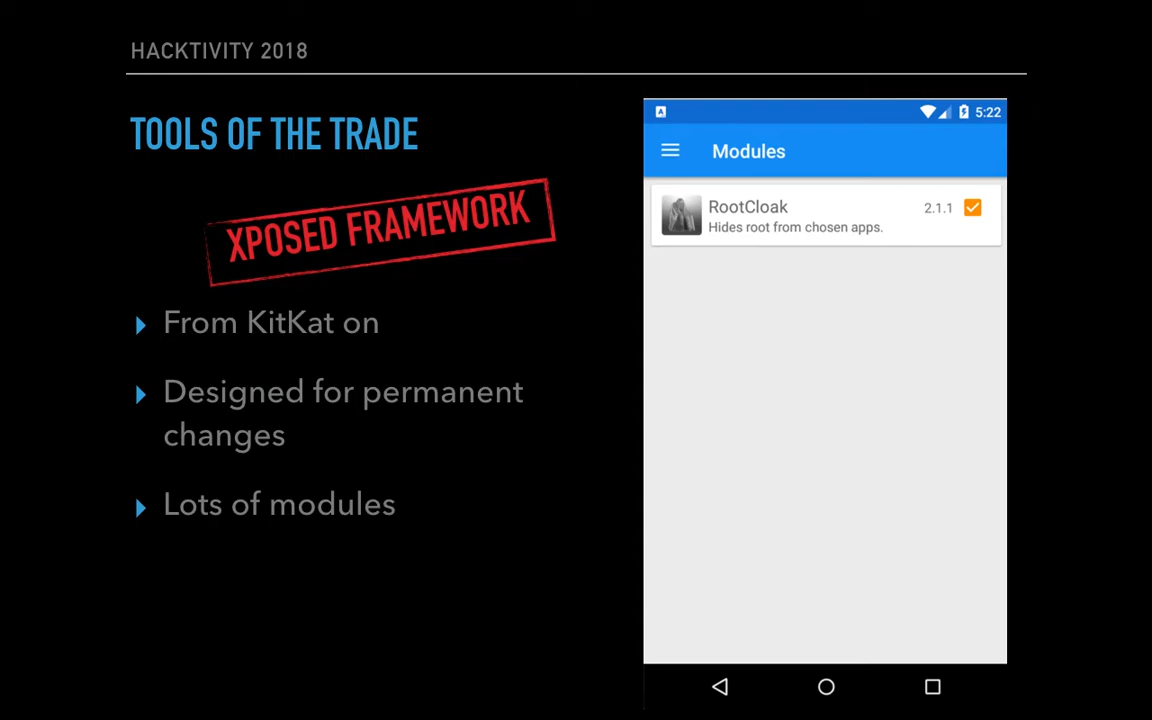 HACKTIVITY 2018
TOOLS OF THE TRADE
XPOSED FRAMEWORK
From KitKat on
Designed for permanent
changes
Lots of modules
A
5:22
Modules
RootCloak
2.1.1
Hides root from chosen apps.